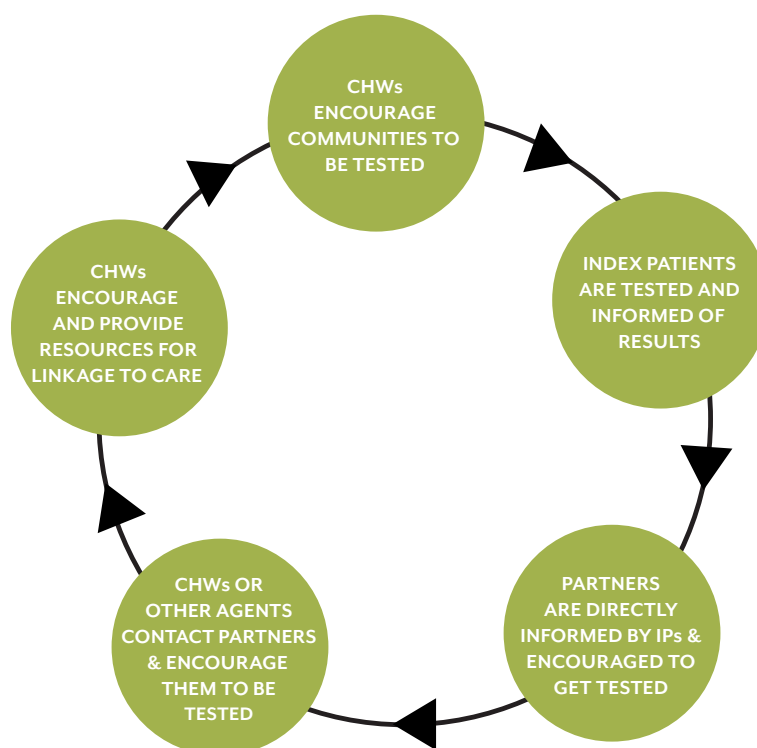 CHWs
ENCOURAGE
COMMUNITIES TO
BE TESTED
INDEX PATIENTS
ARE TESTED AND
INFORMED OF
RESULTS
PARTNERS
ARE DIRECTLY
INFORMED BY IPs &
ENCOURAGED TO
GET TESTED
CHWs OR
OTHER AGENTS
CONTACT PARTNERS
& ENCOURAGE
THEM TO BE
TESTED
CHWs
ENCOURAGE
AND PROVIDE
RESOURCES FOR
LINKAGE TO CARE